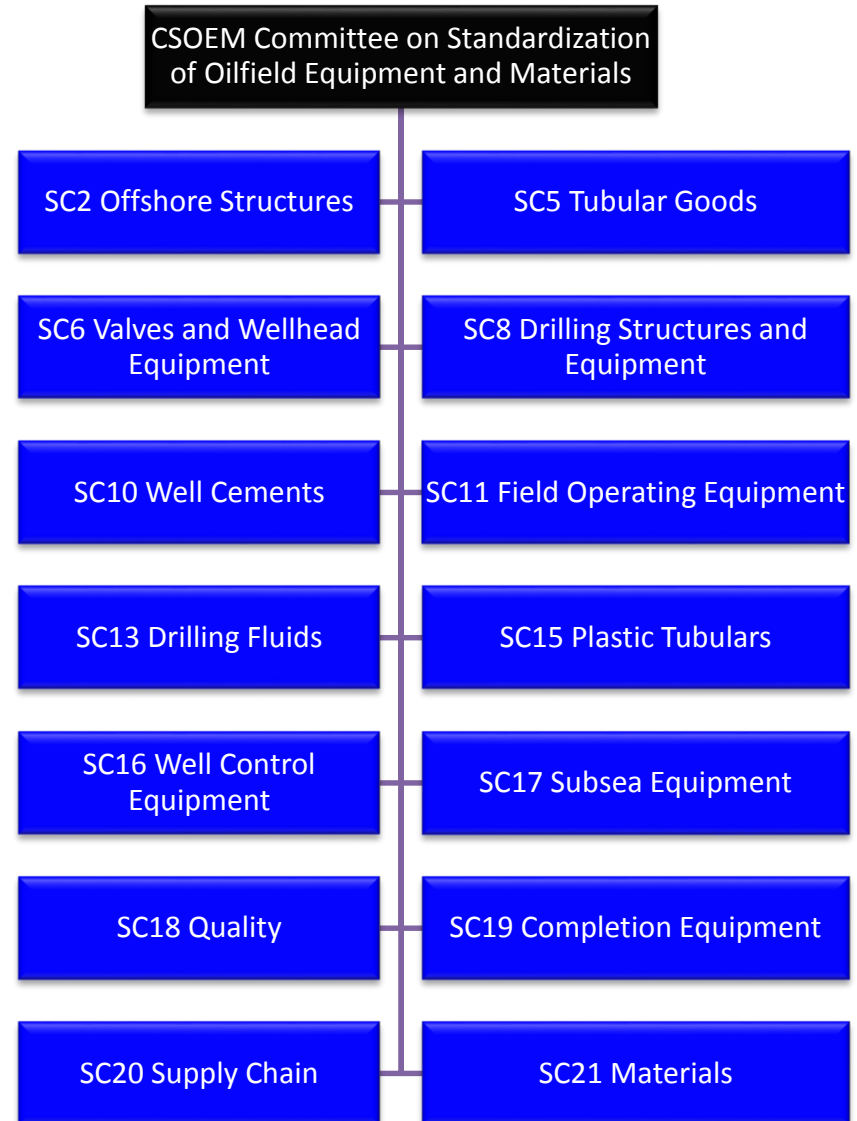 CSOEM Committee on Standardization
of Oilfield Equipment and Materials
SC2 Offshore Structures
SC5 Tubular Goods
SC6 Valves and Wellhead
Equipment
SC8 Drilling Structures and
Equipment
SC10 Well Cements
SC11 Field Operating Equipment
SC13 Drilling Fluids
SC15 Plastic Tubulars
SC16 Well Control
Equipment
SC17 Subsea Equipment
SC18 Quality
SC19 Completion Equipment
SC20 Supply Chain
SC21 Materials